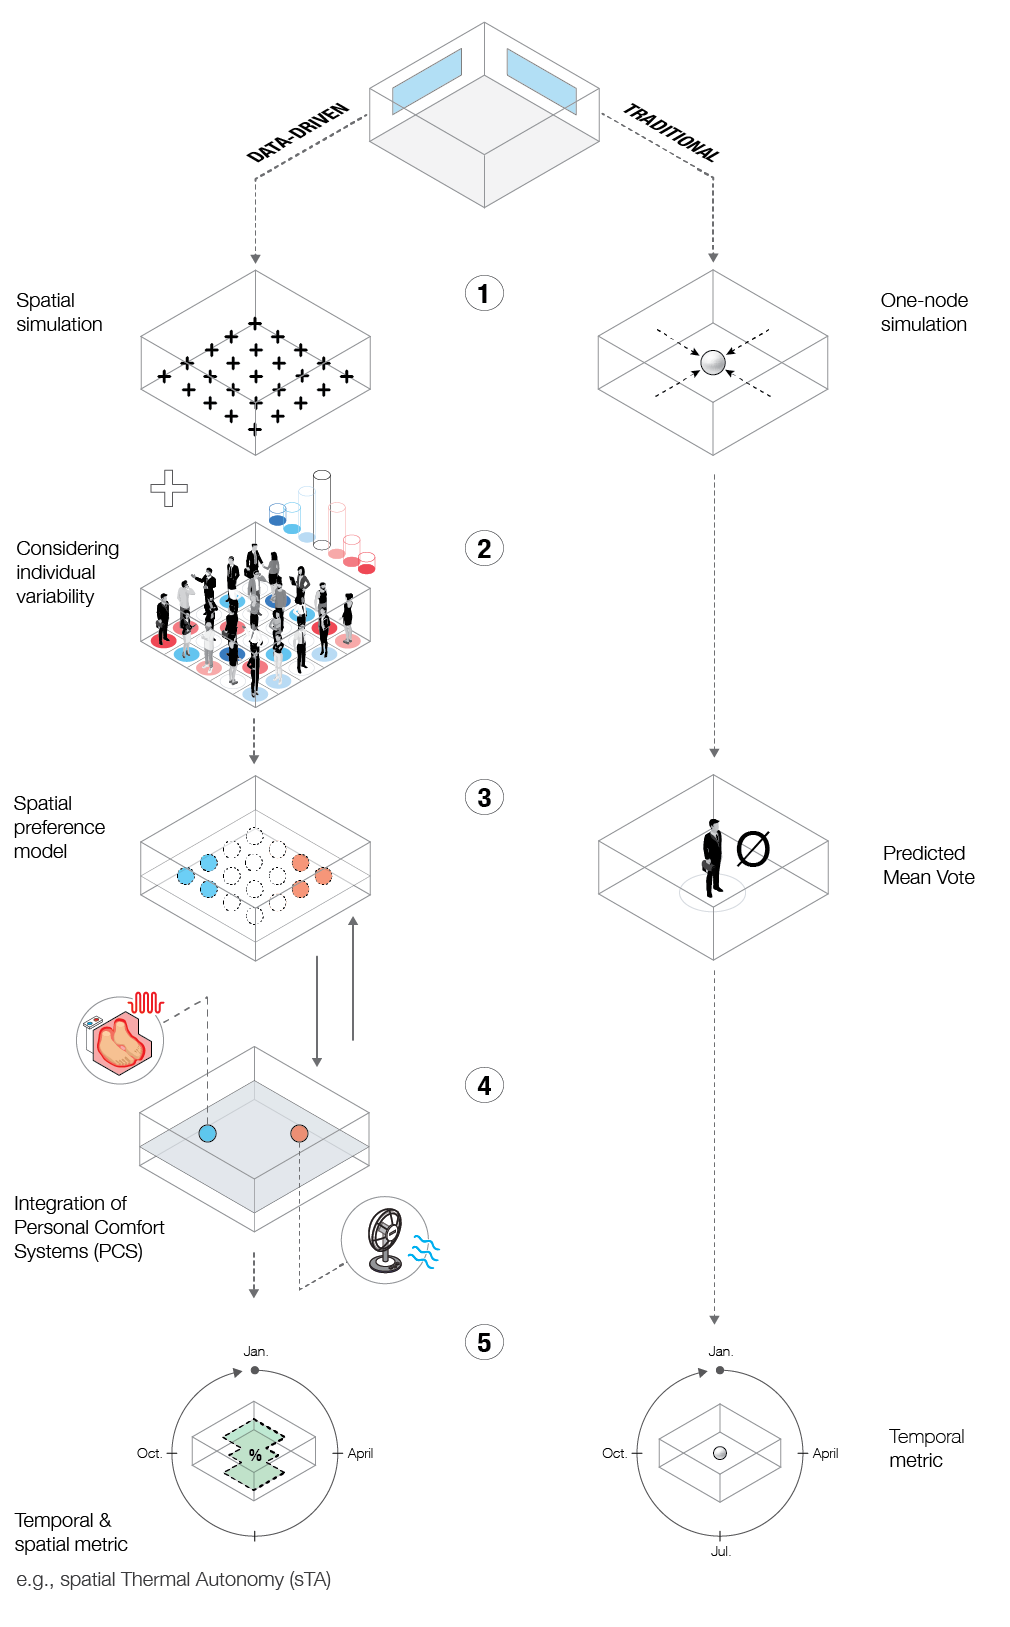 DATA-DRIVEN
TRADITIONAL
1
Spatial
simulation
One-node
simulation
2
Considering
individual
variability
3
Spatial
preference
model
Ø
Predicted
Mean Vote
4
Integration of
Personal Comfort
Systems (PCS)
5
Jan.
Oct.
%
April
Jan.
Oct.
April
Jul.
Temporal
metric
Temporal &
spatial metric
e.g., spatial Thermal Autonomy (sTA)